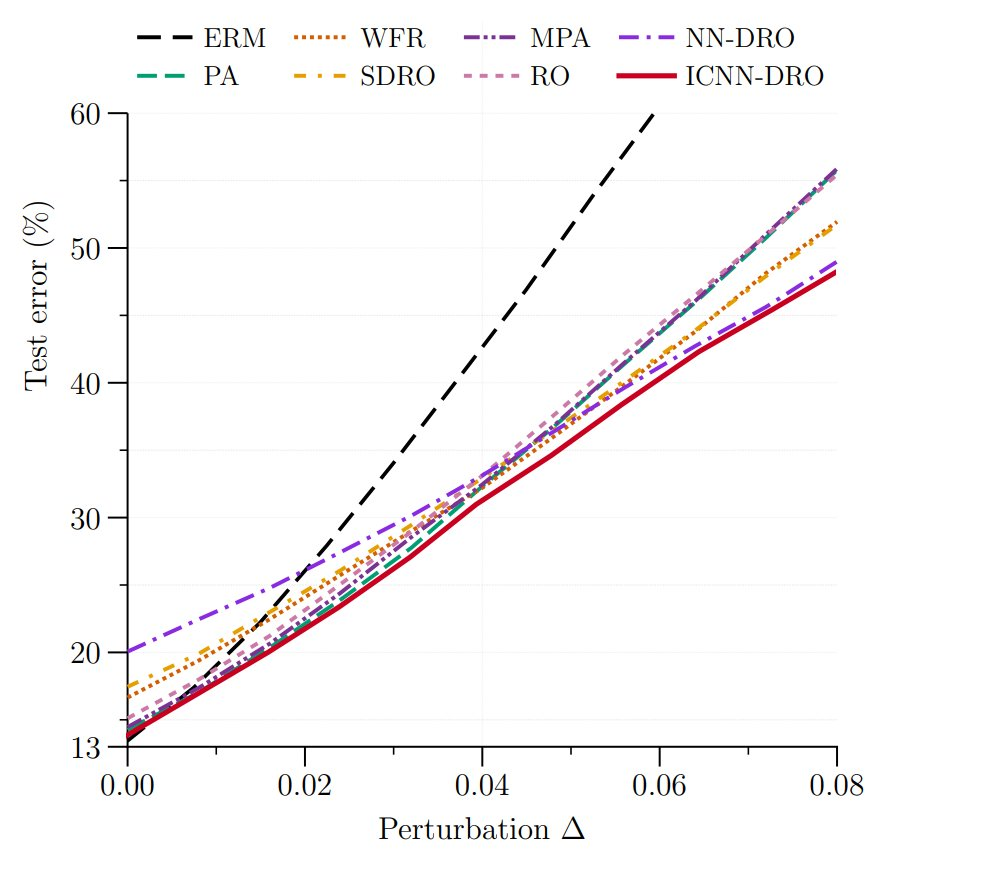 ERM WFR MPA NN-DRO
PA SDRO RO ICNN-DRO
60
50
40
30
20
13
Test error (%)
0.00 0.02 0.04 0.06 0.08
Perturbation Δ